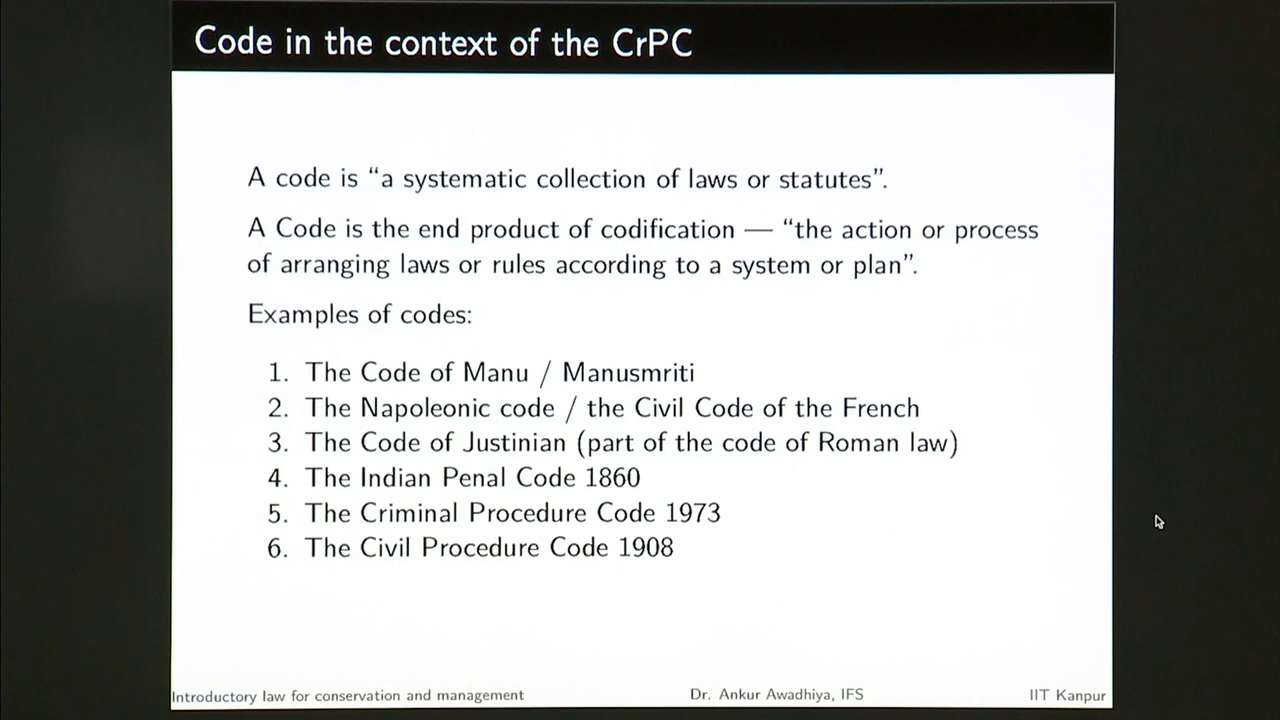 Code in the context of the CrPC
A code is “a systematic collection of laws or statutes”.
A Code is the end product of codification — “the action or process
of arranging laws or rules according to a system or plan”.
Examples of codes:
1. The Code of Manu / Manusmriti
2. The Napoleonic code / the Civil Code of the French
3. The Code of Justinian (part of the code of Roman law)
4. The Indian Penal Code 1860
5. The Criminal Procedure Code 1973
6. The Civil Procedure Code 1908
Introductory law for conservation and management Dr. Ankur Awadhiya, IFS IIT Kanpur